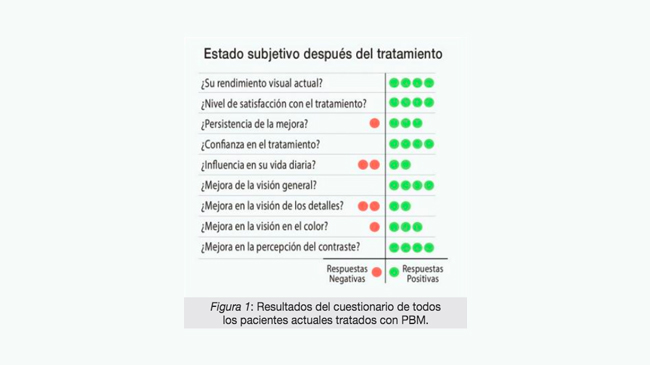 Estado subjetivo después del tratamiento
¿Su rendimiento visual actual?
¿Nivel de satisfacción con el tratamiento?
¿Persistencia de la mejora?
¿Confianza en el tratamiento?
¿Influencia en su vida diaria?
¿Mejora de la visión general?
¿Mejora en la visión de los detalles?
¿Mejora en la visión en el color?
¿Mejora en la percepción del contraste?
Respuestas
Negativas
Respuestas
Positivas
Figura 1: Resultados del cuestionario de todos
los pacientes actuales tratados con PBM.